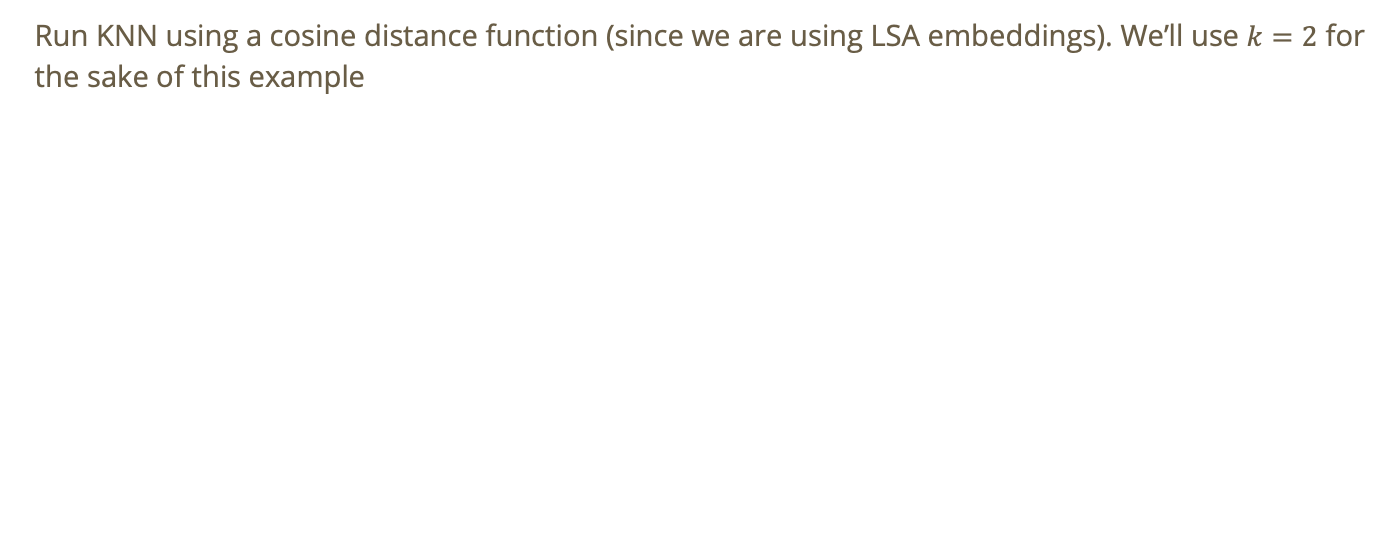 Run KNN using a cosine distance function (since we are using LSA embeddings). We’ll use k = 2 for
the sake of this example